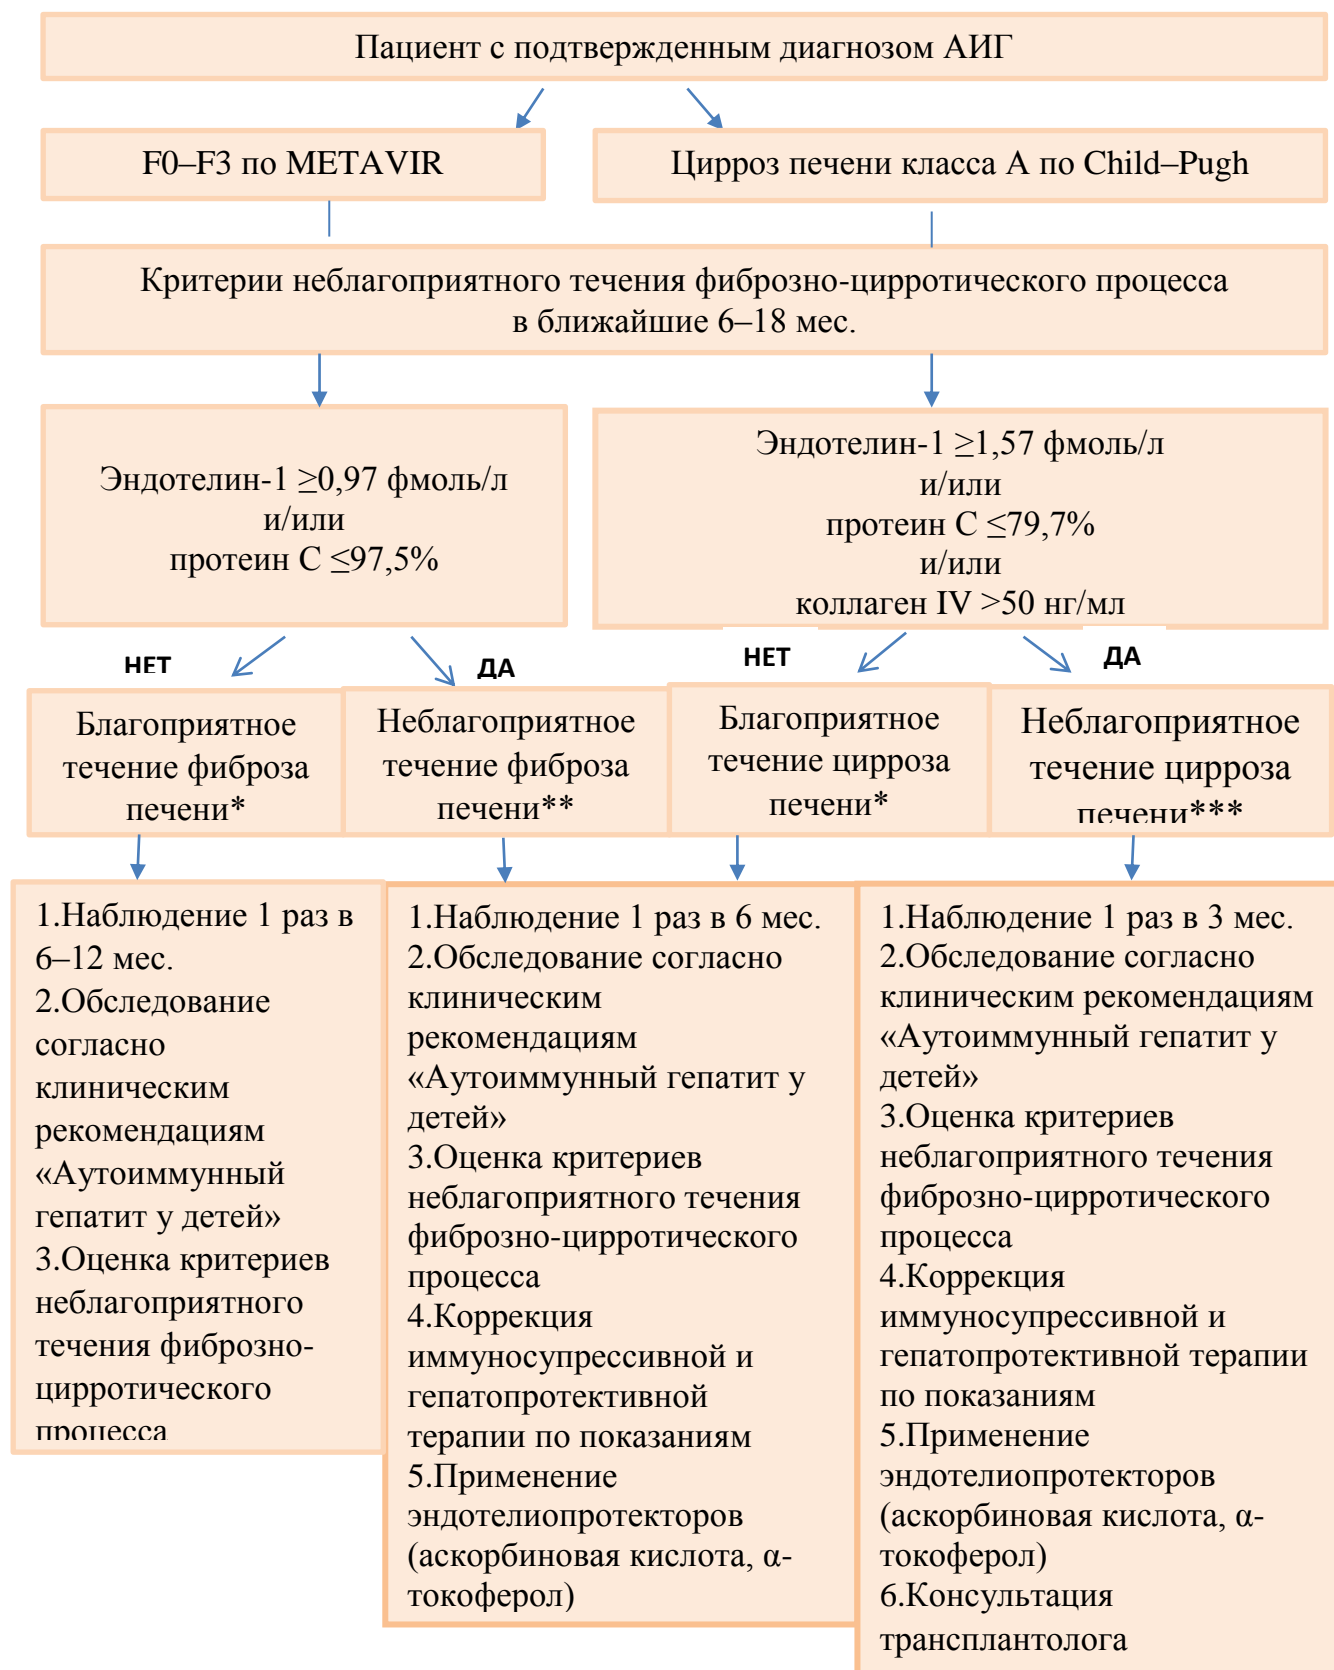 Пациент с подтвержденным диагнозом АИГ
F0–F3 по METAVIR
Цирроз печени класса А по Child–Pugh
Критерии неблагоприятного течения фиброзно-цирротического процесса
в ближайшие 6–18 мес.
Эндотелин-1 ≥0,97 фмоль/л
и/или
протеин С ≤97,5%
Эндотелин-1 ≥1,57 фмоль/л
и/или
протеин С ≤79,7%
и/или
коллаген IV >50 нг/мл
НЕТ
ДА
НЕТ
ДА
Благоприятное
течение фиброза
печени*
Неблагоприятное
течение фиброза
печени**
Благоприятное
течение цирроза
печени*
Неблагоприятное
течение цирроза
печени***
1.Наблюдение 1 раз в
6–12 мес.
2.Обследование
согласно
клиническим
рекомендациям
«Аутоиммунный
гепатит у детей»
3.Оценка критериев
неблагоприятного
течения фиброзно-
цирротического
процесса
1.Наблюдение 1 раз в 6 мес.
2.Обследование согласно
клиническим
рекомендациям
«Аутоиммунный гепатит у
детей»
3.Оценка критериев
неблагоприятного течения
фиброзно-цирротического
процесса
4.Коррекция
иммуносупрессивной и
гепатопротективной
терапии по показаниям
5.Применение
эндотелиопротекторов
(аскорбиновая кислота, α-
токоферол)
1.Наблюдение 1 раз в 3 мес.
2.Обследование согласно
клиническим рекомендациям
«Аутоиммунный гепатит у
детей»
3.Оценка критериев
неблагоприятного течения
фиброзно-цирротического
процесса
4.Коррекция
иммуносупрессивной и
гепатопротективной терапии
по показаниям
5.Применение
эндотелиопротекторов
(аскорбиновая кислота, α-
токоферол)
6.Консультация
трансплантолога